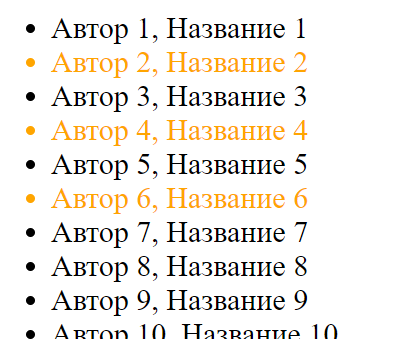 Автор 1, Название 1
Автор 2, Название 2
Автор 3, Название 3
Автор 4, Название 4
Автор 5, Название 5
Автор 6, Название 6
Автор 7, Название 7
Автор 8, Название 8
Автор 9, Название 9
Автор 10, Название 10